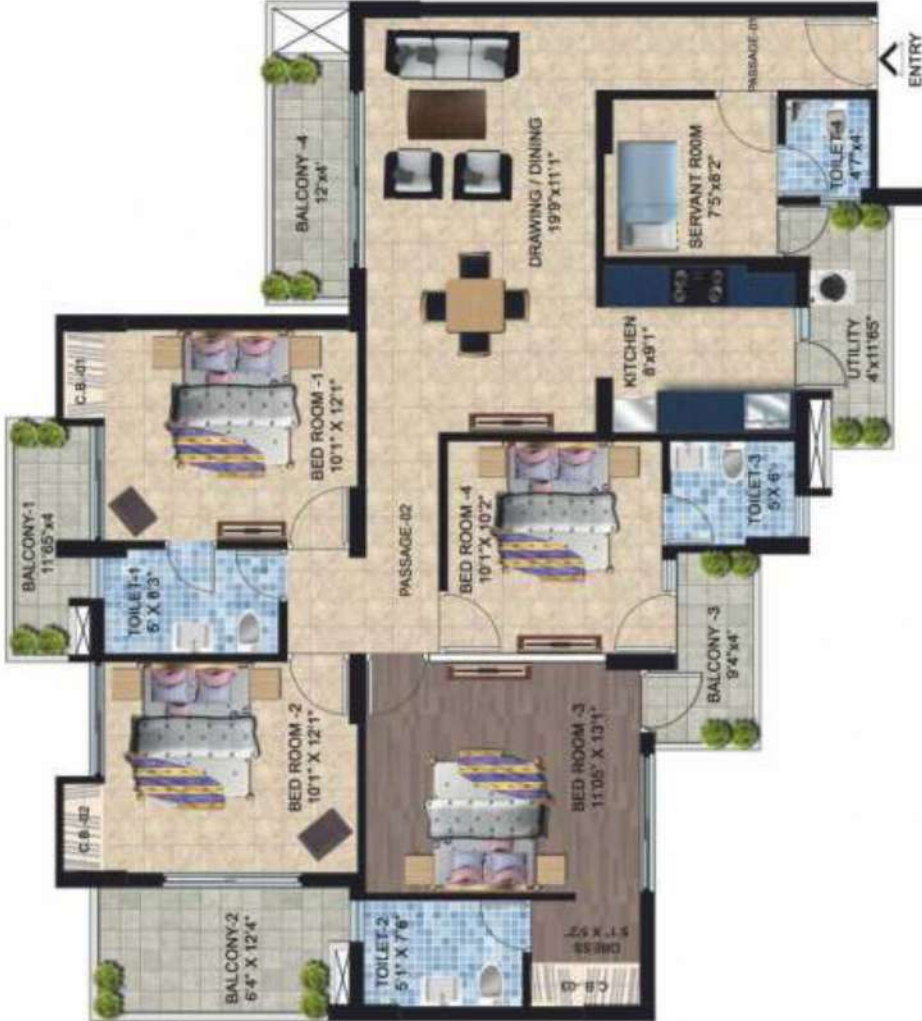 BALCONY -4
12'x4'
PASSAGE-01
ENTRY
DRAWING / DINING
19'9"x11'1"
SERVANT ROOM
7'5"x8'2"
TOILET-4
4'7"x4'
KITCHEN
8'x9'1"
UTILITY
4'x11'65"
C.B.-01
BED ROOM -1
10'1" X 12'1"
BALCONY-1
11'65"x4
TOILET-1
5' X 8'3"
PASSAGE-02
BED ROOM -4
10'1" X 10'2"
TOILET-3
5'X 6'
BALCONY -3
9'4"x4'
C.B.-02
BED ROOM -2
10'1" X 12'1"
BED ROOM -3
11'05" X 13'1"
BALCONY-2
6'4" X 12'4"
TOILET-2
5'1" X 7'6"
DRESS
5'1" X 5'2"
C.B.-03